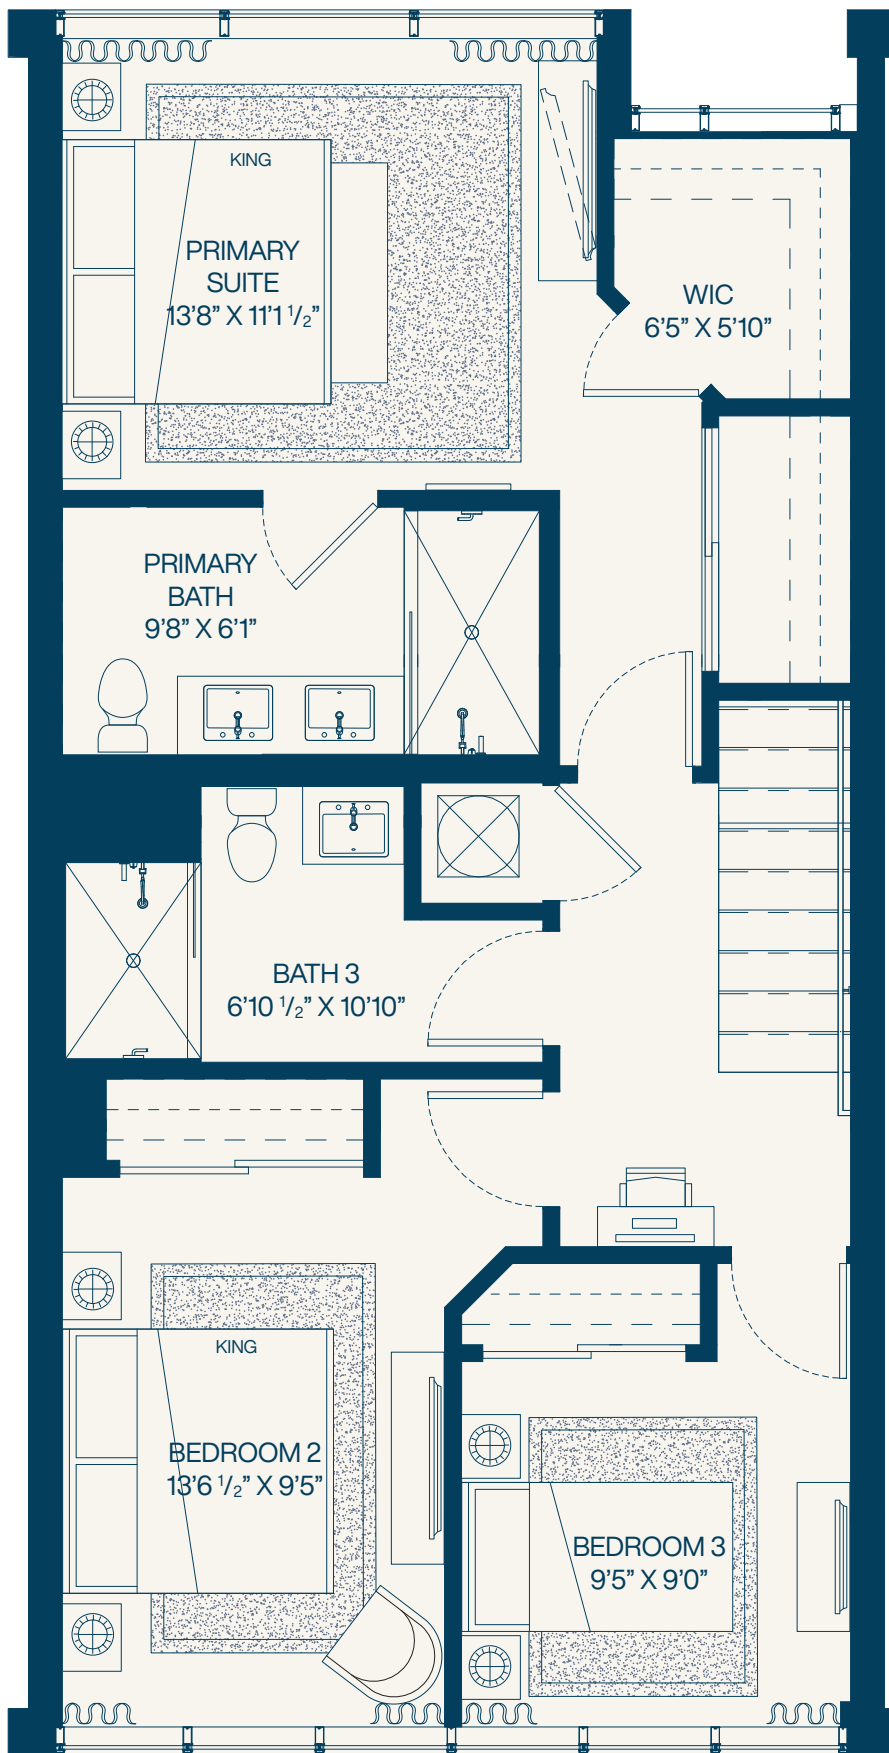 KING
PRIMARY
SUITE
13'8" X 11'1 1/2"
WIC
6'5" X 5'10"
PRIMARY
BATH
9'8" X 6'1"
BATH 3
6'10 1/2" X 10'10"
KING
BEDROOM 2
13'6 1/2" X 9'5"
BEDROOM 3
9'5" X 9'0"